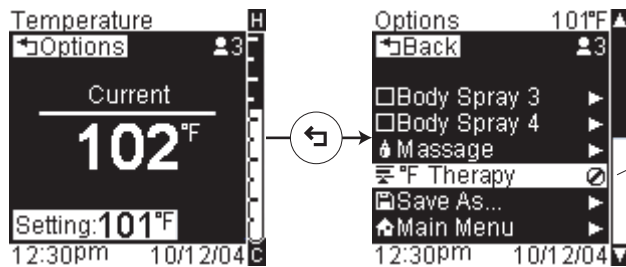 Temperature H
Options 3
Current
102°F
Setting:101°F
12:30pm 10/12/04 C
Options 101°F
Back 3
Body Spray 3
Body Spray 4
Massage
°F Therapy
Save As...
Main Menu
12:30pm 10/12/04